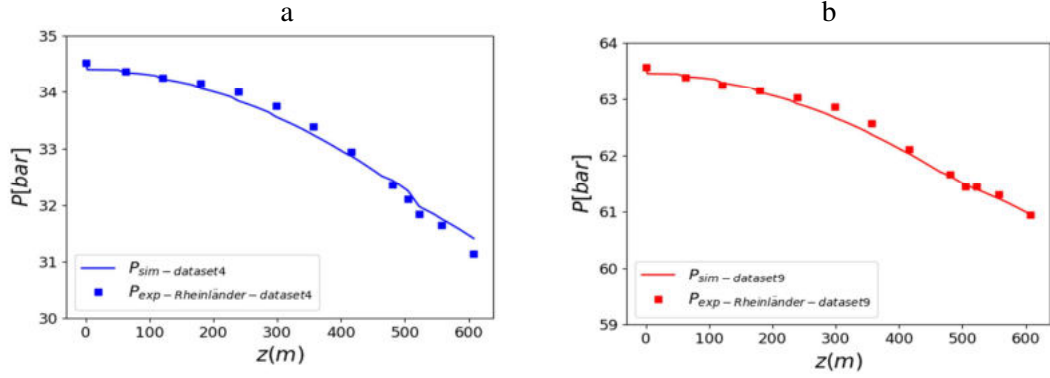 a
35
34
33
32
31
30
P[bar]
P_sim−dataset4
P_exp−Rheinländer−dataset4
0 100 200 300 400 500 600
z(m)
b
64
63
62
61
60
59
P[bar]
P_sim−dataset9
P_exp−Rheinländer−dataset9
0 100 200 300 400 500 600
z(m)